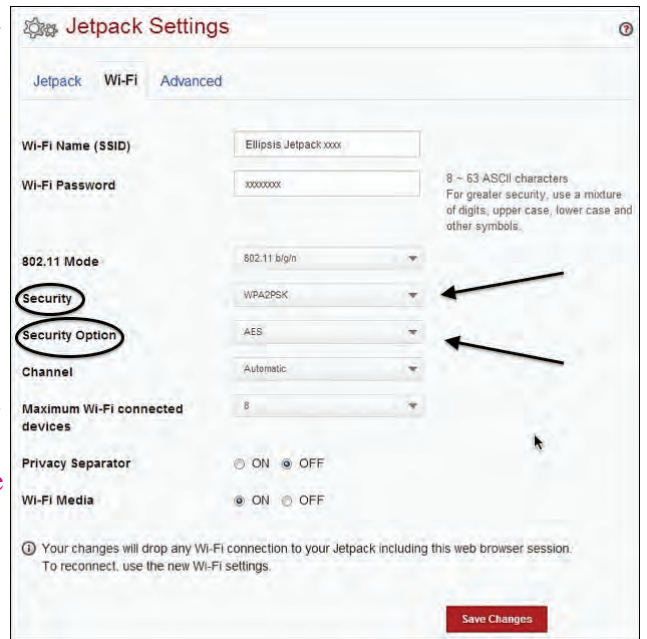 Jetpack Settings
Jetpack Wi-Fi Advanced
Wi-Fi Name (SSID) Ellipsis Jetpack xxxx
Wi-Fi Password xxxxxxxx 8 ~ 63 ASCII characters
For greater security, use a mixture
of digits, upper case, lower case and
other symbols.
802.11 Mode 802.11 b/g/n
Security WPA2PSK
Security Option AES
Channel Automatic
Maximum Wi-Fi connected 8
devices
Privacy Separator ON OFF
Wi-Fi Media ON OFF
Your changes will drop any Wi-Fi connection to your Jetpack including this web browser session.
To reconnect, use the new Wi-Fi settings.
Save Changes